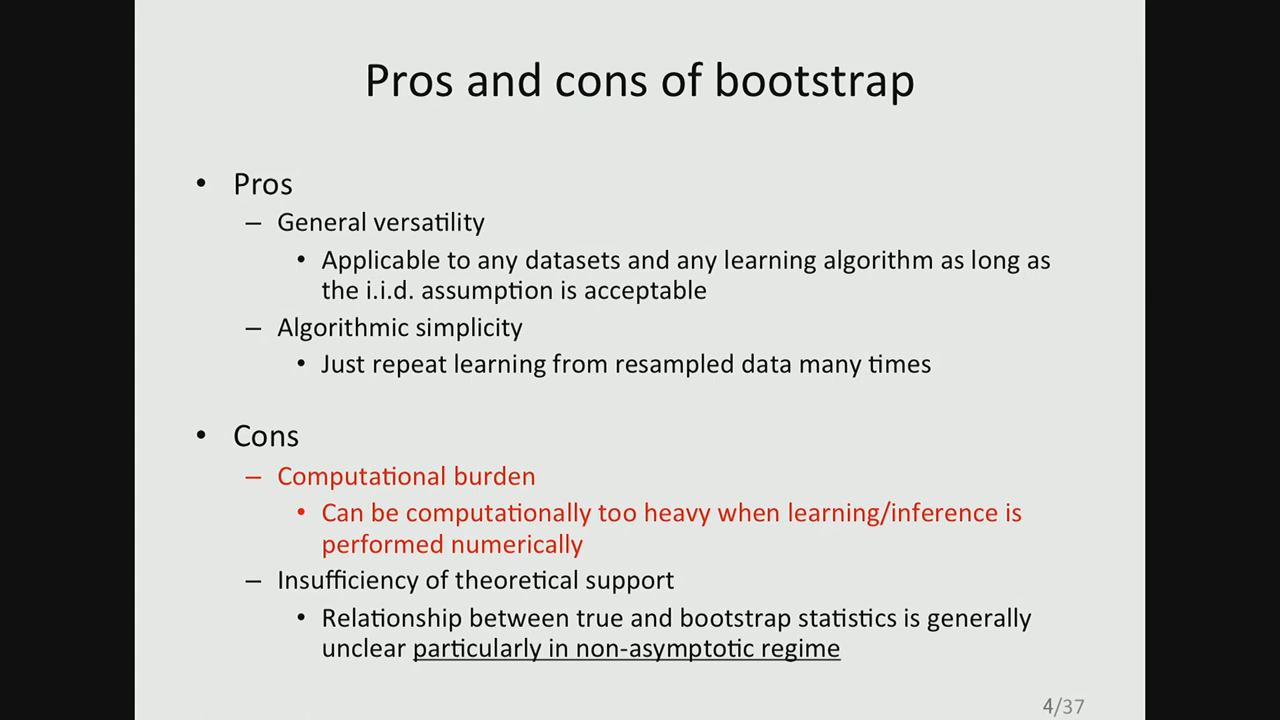 Pros and cons of bootstrap
• Pros
– General versatility
• Applicable to any datasets and any learning algorithm as long as
the i.i.d. assumption is acceptable
– Algorithmic simplicity
• Just repeat learning from resampled data many times
• Cons
– Computational burden
• Can be computationally too heavy when learning/inference is
performed numerically
– Insufficiency of theoretical support
• Relationship between true and bootstrap statistics is generally
unclear particularly in non-asymptotic regime
4/37